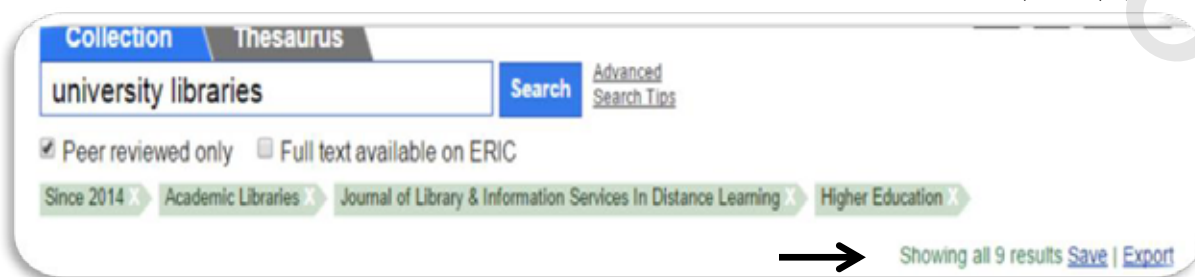 Collection Thesaurus
university libraries Search Advanced
Search Tips
Peer reviewed only Full text available on ERIC
Since 2014 X Academic Libraries X Journal of Library & Information Services In Distance Learning X Higher Education X
Showing all 9 results Save | Export